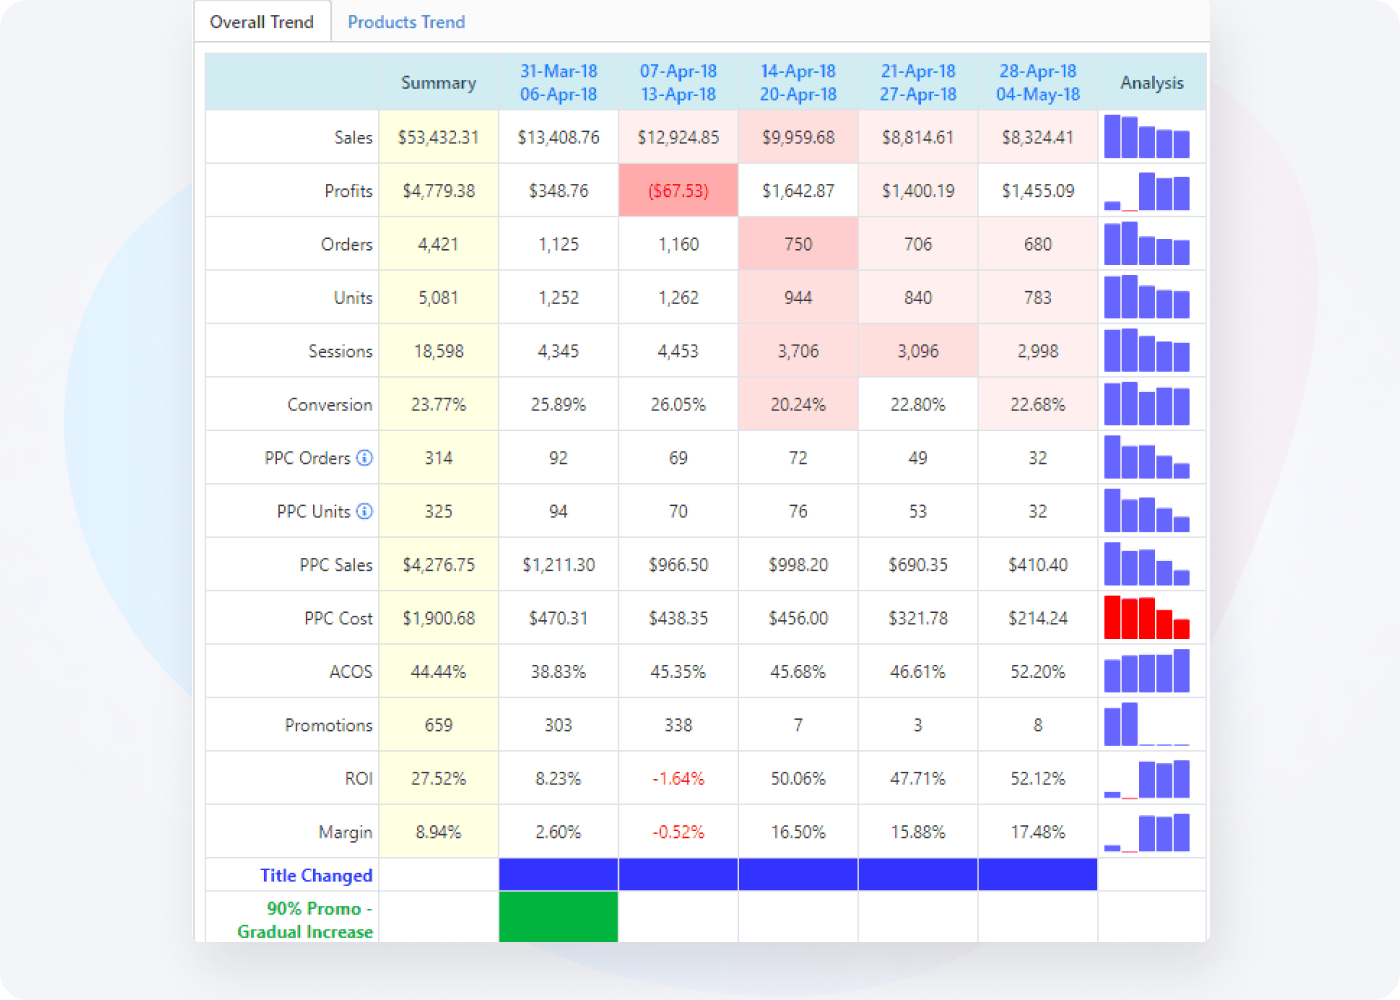 Overall Trend Products Trend
Summary 31-Mar-18 07-Apr-18 14-Apr-18 21-Apr-18 28-Apr-18 Analysis
06-Apr-18 13-Apr-18 20-Apr-18 27-Apr-18 04-May-18
Sales $53,432.31 $13,408.76 $12,924.85 $9,959.68 $8,814.61 $8,324.41
Profits $4,779.38 $348.76 ($67.53) $1,642.87 $1,400.19 $1,455.09
Orders 4,421 1,125 1,160 750 706 680
Units 5,081 1,252 1,262 944 840 783
Sessions 18,598 4,345 4,453 3,706 3,096 2,998
Conversion 23.77% 25.89% 26.05% 20.24% 22.80% 22.68%
PPC Orders 314 92 69 72 49 32
PPC Units 325 94 70 76 53 32
PPC Sales $4,276.75 $1,211.30 $966.50 $998.20 $690.35 $410.40
PPC Cost $1,900.68 $470.31 $438.35 $456.00 $321.78 $214.24
ACOS 44.44% 38.83% 45.35% 45.68% 46.61% 52.20%
Promotions 659 303 338 7 3 8
ROI 27.52% 8.23% -1.64% 50.06% 47.71% 52.12%
Margin 8.94% 2.60% -0.52% 16.50% 15.88% 17.48%
Title Changed
90% Promo -
Gradual Increase